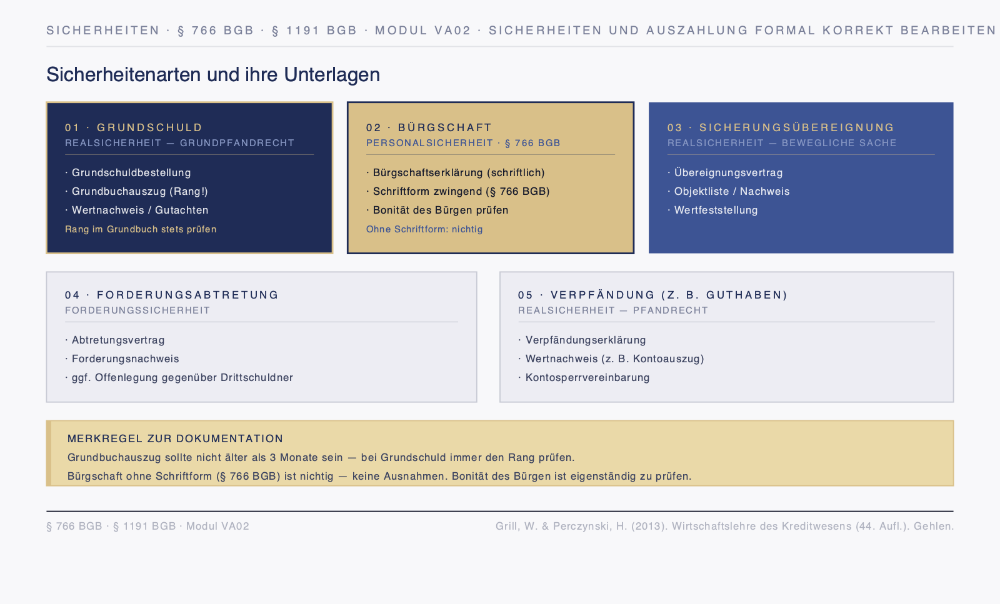 SICHERHEITEN · § 766 BGB · § 1191 BGB · MODUL VA02 · SICHERHEITEN UND AUSZAHLUNG FORMAL KORREKT BEARBEITEN
Sicherheitenarten und ihre Unterlagen
01 · GRUNDSCHULD
REALSICHERHEIT — GRUNDPFANDRECHT
· Grundschuldbestellung
· Grundbuchauszug (Rang!)
· Wertnachweis / Gutachten
Rang im Grundbuch stets prüfen
02 · BÜRGSCHAFT
PERSONALSICHERHEIT · § 766 BGB
· Bürgschaftserklärung (schriftlich)
· Schriftform zwingend (§ 766 BGB)
· Bonität des Bürgen prüfen
Ohne Schriftform: nichtig
03 · SICHERUNGSÜBEREIGNUNG
REALSICHERHEIT — BEWEGLICHE SACHE
· Übereignungsvertrag
· Objektliste / Nachweis
· Wertfeststellung
04 · FORDERUNGSABTRETUNG
FORDERUNGSSICHERHEIT
· Abtretungsvertrag
· Forderungsnachweis
· ggf. Offenlegung gegenüber Drittschuldner
05 · VERPFÄNDUNG (Z. B. GUTHABEN)
REALSICHERHEIT — PFANDRECHT
· Verpfändungserklärung
· Wertnachweis (z. B. Kontoauszug)
· Kontosperrvereinbarung
MERKREGEL ZUR DOKUMENTATION
Grundbuchauszug sollte nicht älter als 3 Monate sein — bei Grundschuld immer den Rang prüfen.
Bürgschaft ohne Schriftform (§ 766 BGB) ist nichtig — keine Ausnahmen. Bonität des Bürgen ist eigenständig zu prüfen.
§ 766 BGB · § 1191 BGB · Modul VA02
Grill, W. & Perczynski, H. (2013). Wirtschaftslehre des Kreditwesens (44. Aufl.). Gehlen.